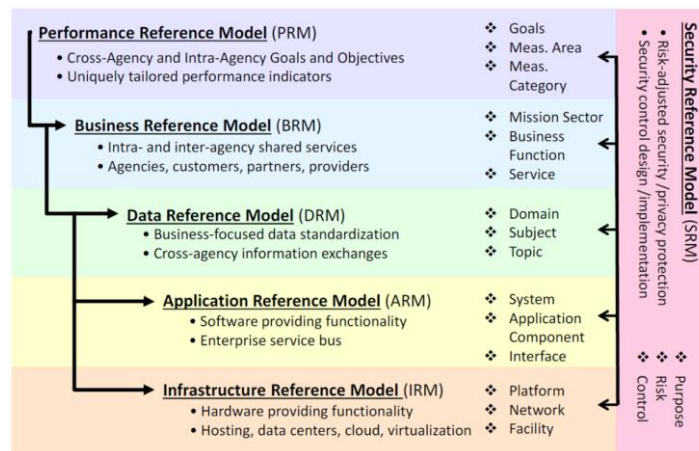 Performance Reference Model (PRM)
• Cross-Agency and Intra-Agency Goals and Objectives
• Uniquely tailored performance indicators
❖ Goals
❖ Meas. Area
❖ Meas.
Category
Business Reference Model (BRM)
• Intra- and inter-agency shared services
• Agencies, customers, partners, providers
❖ Mission Sector
❖ Business
Function
❖ Service
Data Reference Model (DRM)
• Business-focused data standardization
• Cross-agency information exchanges
❖ Domain
❖ Subject
❖ Topic
Application Reference Model (ARM)
• Software providing functionality
• Enterprise service bus
❖ System
❖ Application
Component
❖ Interface
Infrastructure Reference Model (IRM)
• Hardware providing functionality
• Hosting, data centers, cloud, virtualization
❖ Platform
❖ Network
❖ Facility
Security Reference Model (SRM)
• Risk-adjusted security/privacy protection
• Security control design/implementation
❖ Purpose
❖ Risk
❖ Control